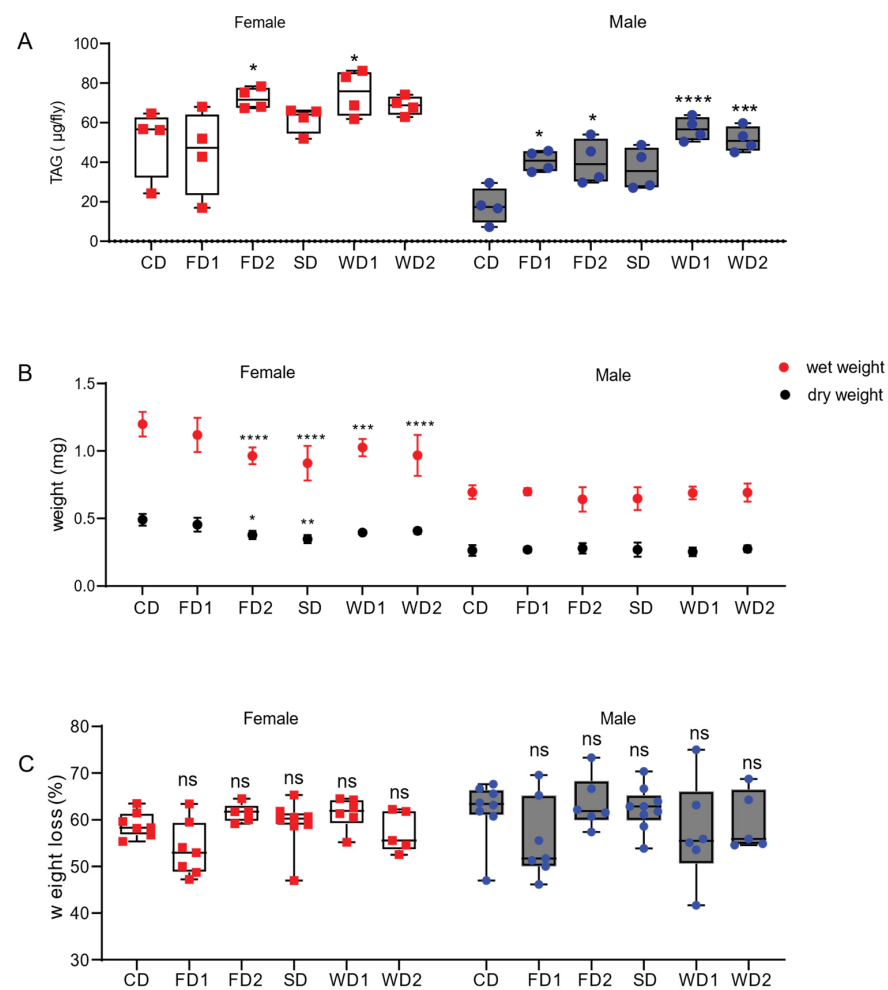 A
Female
Male
TAG ( µg/fly)
100
80
60
40
20
0
*
*
*
*
****
***
CD FD1 FD2 SD WD1 WD2 CD FD1 FD2 SD WD1 WD2
B
Female
Male
wet weight
dry weight
weight (mg)
1.5
1.0
0.5
0.0
**** **** *** ****
* **
CD FD1 FD2 SD WD1 WD2 CD FD1 FD2 SD WD1 WD2
C
Female
Male
w eight loss (%)
80
70
60
50
40
30
ns ns ns ns ns ns ns ns ns ns
CD FD1 FD2 SD WD1 WD2 CD FD1 FD2 SD WD1 WD2